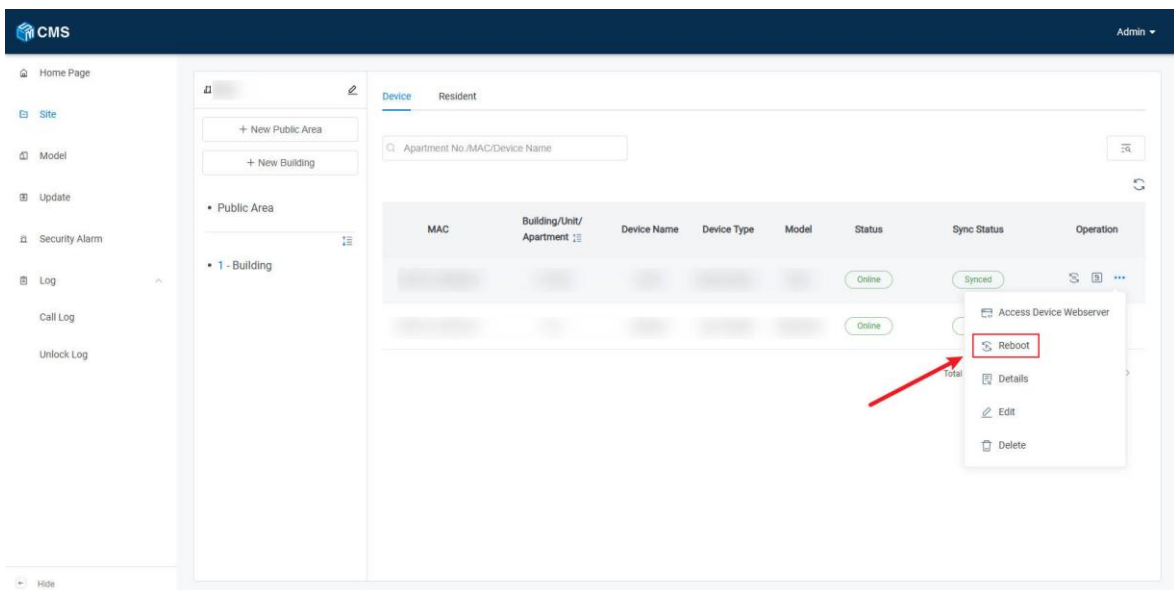 CMS
Admin
Home Page
Site
Model
Update
Security Alarm
Log
Call Log
Unlock Log
Hide
+ New Public Area
+ New Building
• Public Area
• 1 - Building
Device Resident
Apartment No./MAC/Device Name
MAC Building/Unit/ Apartment Device Name Device Type Model Status Sync Status Operation
Online Synced
Online
Access Device Webserver
Reboot
Total
Details
Edit
Delete